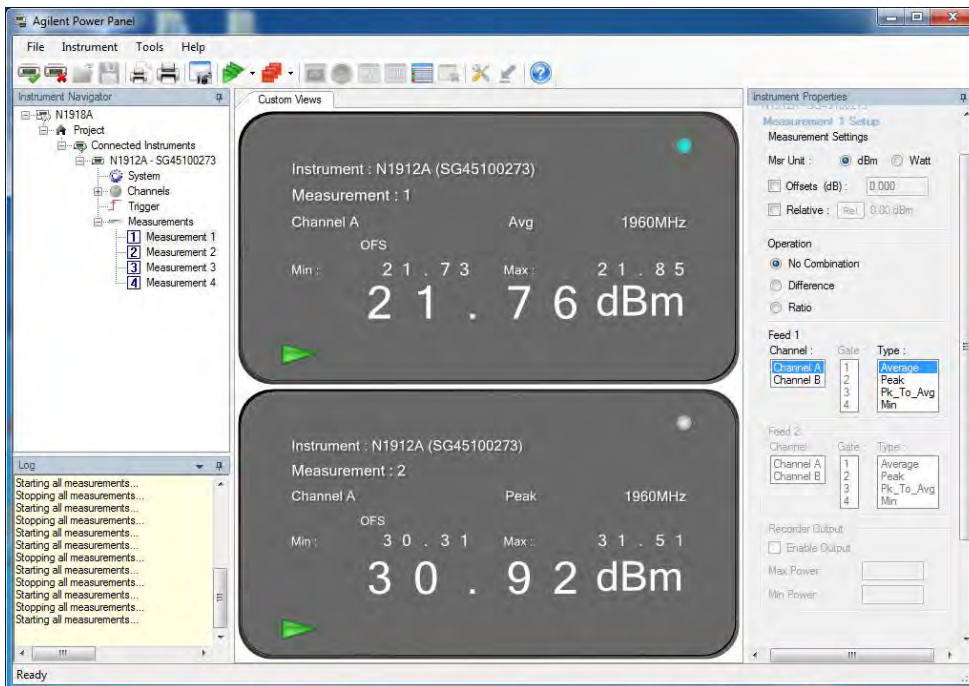 Agilent Power Panel
File Instrument Tools Help
Instrument Navigator
N1918A
Project
Connected Instruments
N1912A - SG45100273
System
Channels
Trigger
Measurements
1 Measurement 1
2 Measurement 2
3 Measurement 3
4 Measurement 4
Log
Starting all measurements...
Stopping all measurements...
Starting all measurements...
Stopping all measurements...
Starting all measurements...
Starting all measurements...
Stopping all measurements...
Starting all measurements...
Stopping all measurements...
Starting all measurements...
Stopping all measurements...
Starting all measurements...
Custom Views
Instrument : N1912A (SG45100273)
Measurement : 1
Channel A Avg 1960MHz
OFS
Min : 21.73 Max : 21.85
21.76 dBm
Instrument : N1912A (SG45100273)
Measurement : 2
Channel A Peak 1960MHz
OFS
Min : 30.31 Max : 31.51
30.92 dBm
Instrument Properties
Measurement 1 Setup
Measurement Settings
Msr Unit : dBm Watt
Offsets (dB) : 0.000
Relative : Rel 0.00 dBm
Operation
No Combination
Difference
Ratio
Feed 1
Channel : Gate : Type :
Channel A 1 Average
Channel B 2 Peak
3 Pk_To_Avg
4 Min
Feed 2
Channel : Gate : Type :
Channel A 1 Average
Channel B 2 Peak
3 Pk_To_Avg
4 Min
Recorder Output
Enable Output
Max Power:
Min Power:
Ready